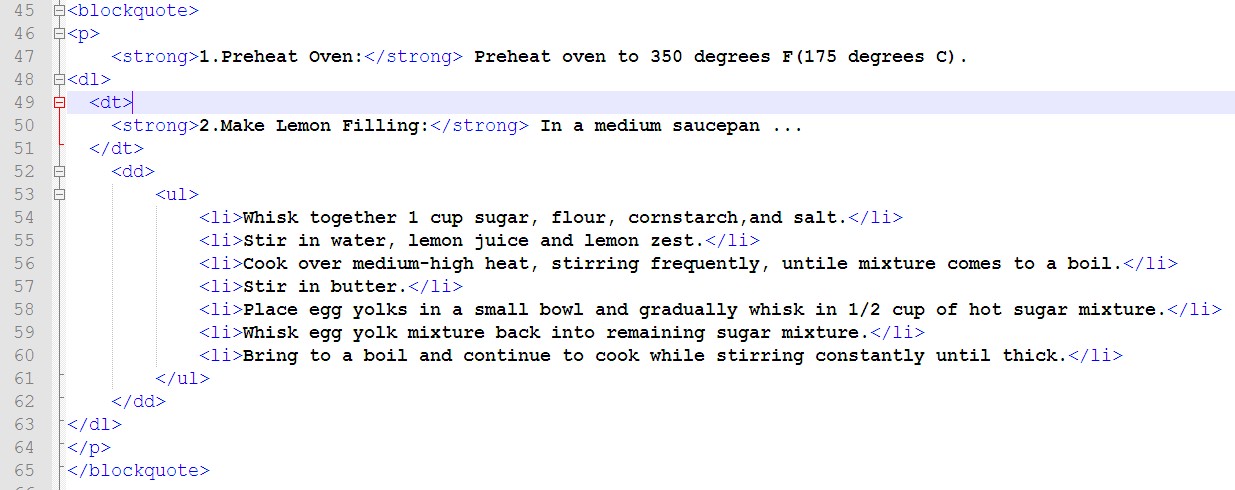 45 <blockquote>
46 <p>
47 <strong>1.Preheat Oven:</strong> Preheat oven to 350 degrees F(175 degrees C).
48 <dl>
49 <dt>
50 <strong>2.Make Lemon Filling:</strong> In a medium saucepan ...
51 </dt>
52 <dd>
53 <ul>
54 <li>Whisk together 1 cup sugar, flour, cornstarch,and salt.</li>
55 <li>Stir in water, lemon juice and lemon zest.</li>
56 <li>Cook over medium-high heat, stirring frequently, untile mixture comes to a boil.</li>
57 <li>Stir in butter.</li>
58 <li>Place egg yolks in a small bowl and gradually whisk in 1/2 cup of hot sugar mixture.</li>
59 <li>Whisk egg yolk mixture back into remaining sugar mixture.</li>
60 <li>Bring to a boil and continue to cook while stirring constantly until thick.</li>
61 </ul>
62 </dd>
63 </dl>
64 </p>
65 </blockquote>